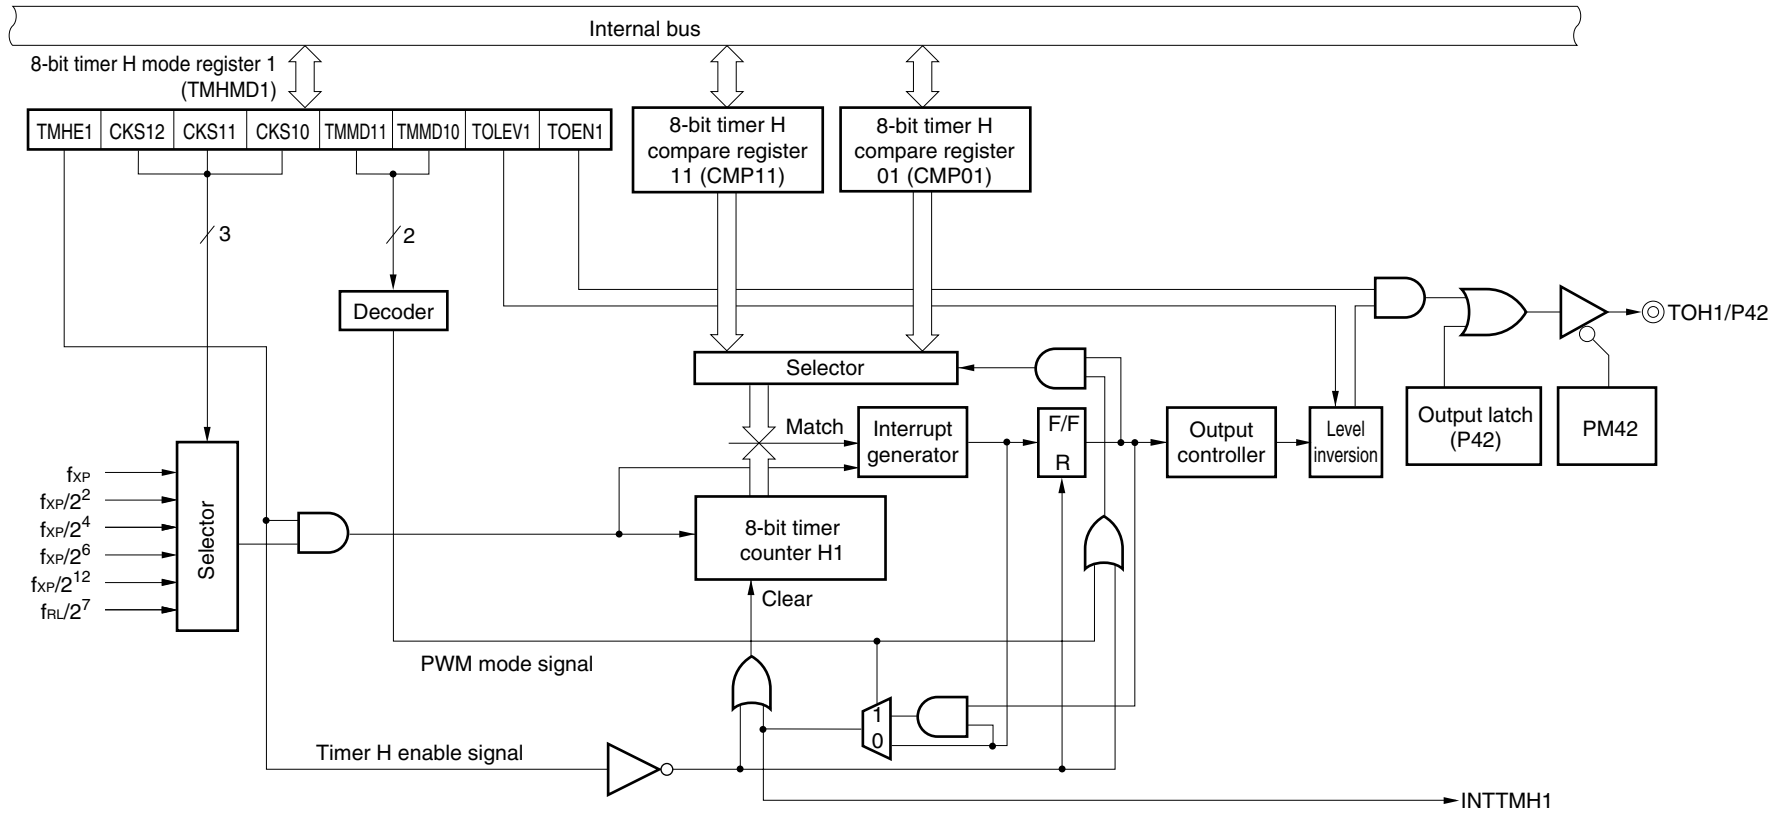 Internal bus
8-bit timer H mode register 1
(TMHMD1)
TMHE1 CKS12 CKS11 CKS10 TMMD11 TMMD10 TOLEV1 TOEN1
8-bit timer H
compare register
11 (CMP11)
8-bit timer H
compare register
01 (CMP01)
3
2
Decoder
TOH1/P42
Selector
Match
Interrupt
generator
F/F
R
Output
controller
Level
inversion
Output latch
(P42)
PM42
fXP
fXP/2²
fXP/2⁴
fXP/2⁶
fXP/2¹²
fRL/2⁷
Selector
8-bit timer
counter H1
Clear
PWM mode signal
1
0
Timer H enable signal
INTTMH1